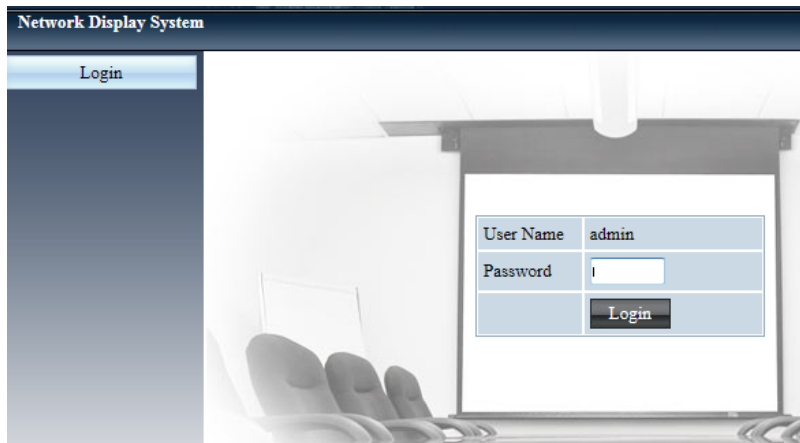 Network Display System
Login
User Name admin
Password
Login